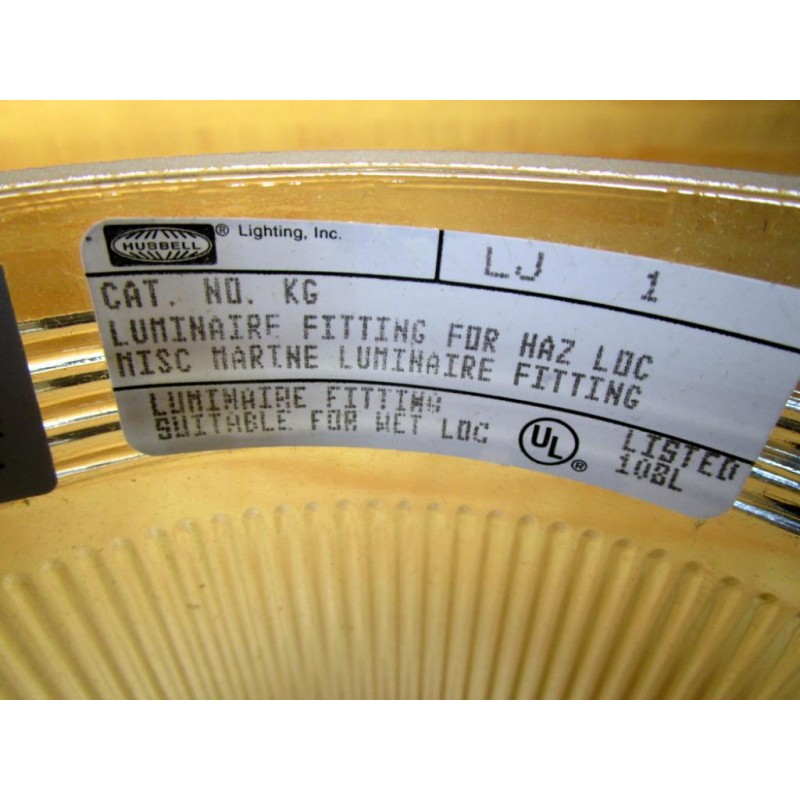 HUBBELL® Lighting, Inc.
LJ 1
CAT. NO. KG
LUMINAIRE FITTING FOR HAZ LOC
MISC MARINE LUMINAIRE FITTING
LUMINAIRE FITTING
SUITABLE FOR WET LOC
UL®
LISTED
108L